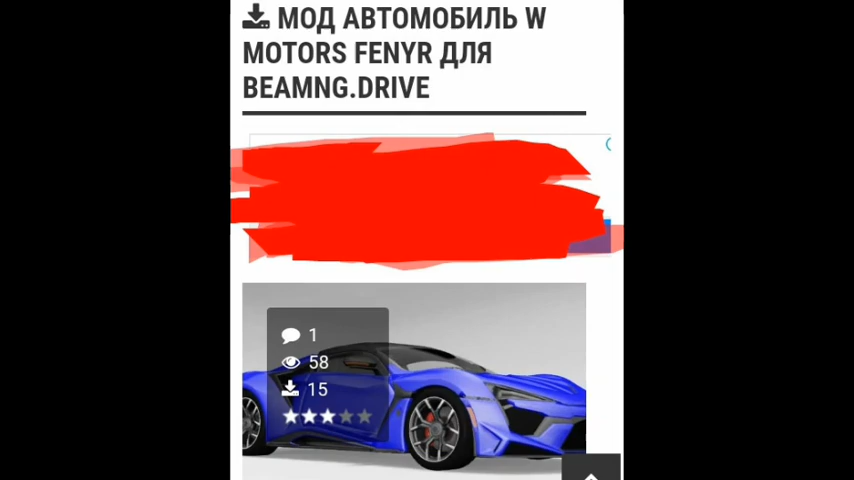 МОД АВТОМОБИЛЬ W
MOTORS FENYR ДЛЯ
BEAMNG.DRIVE
1
58
15